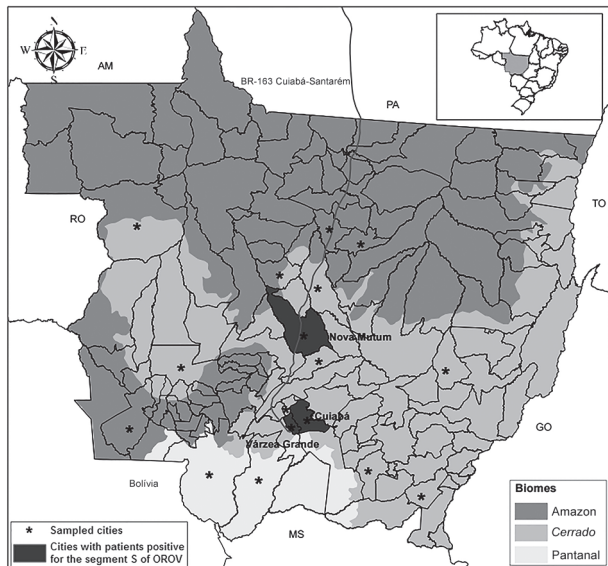 N
W E
S
AM
BR-163 Cuiabá-Santarém
PA
RO
TO
Nova Mutum
Cuiabá
Várzea Grande
GO
Bolívia
MS
* Sampled cities
Cities with patients positive
for the segment S of OROV
Biomes
Amazon
Cerrado
Pantanal